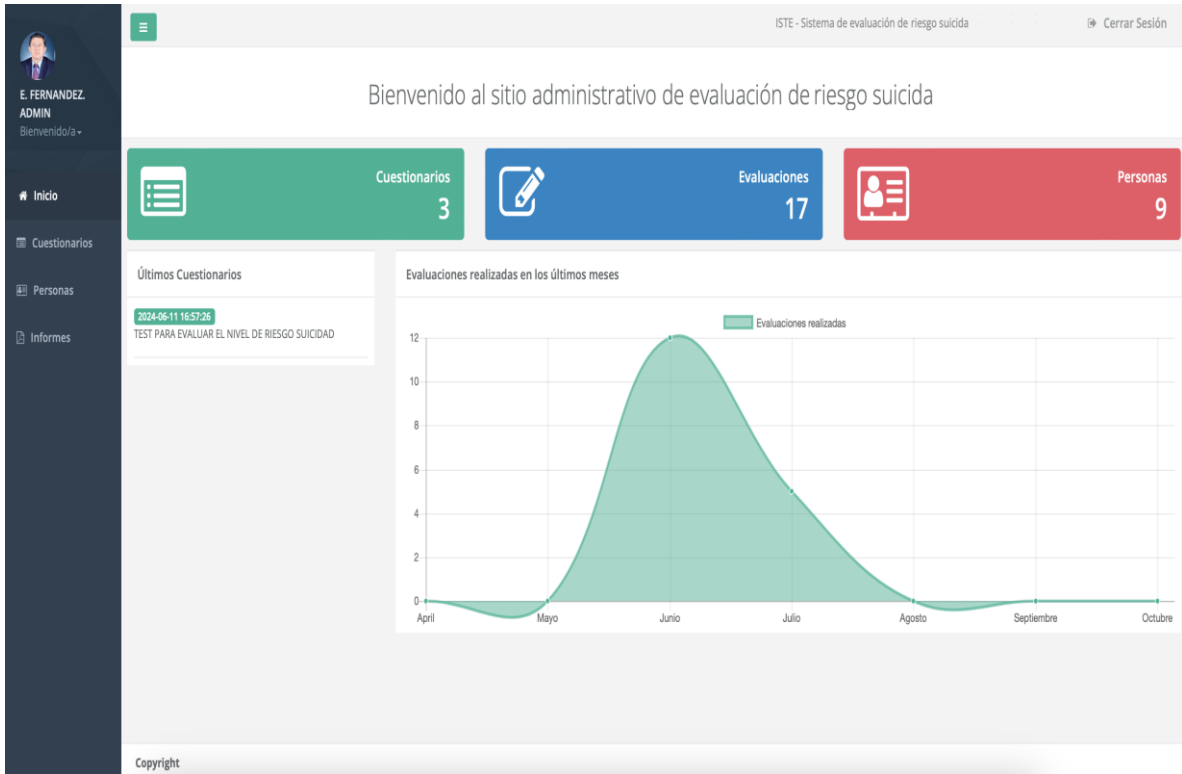 E. FERNANDEZ.
ADMIN
Bienvenido/a
Inicio
Cuestionarios
Personas
Informes
ISTE - Sistema de evaluación de riesgo suicida
Cerrar Sesión
Bienvenido al sitio administrativo de evaluación de riesgo suicida
Cuestionarios
3
Evaluaciones
17
Personas
9
Últimos Cuestionarios
2024-06-11 16:57:26
TEST PARA EVALUAR EL NIVEL DE RIESGO SUICIDAD
Evaluaciones realizadas en los últimos meses
Evaluaciones realizadas
12
10
8
6
4
2
0
April Mayo Junio Julio Agosto Septiembre Octubre
Copyright